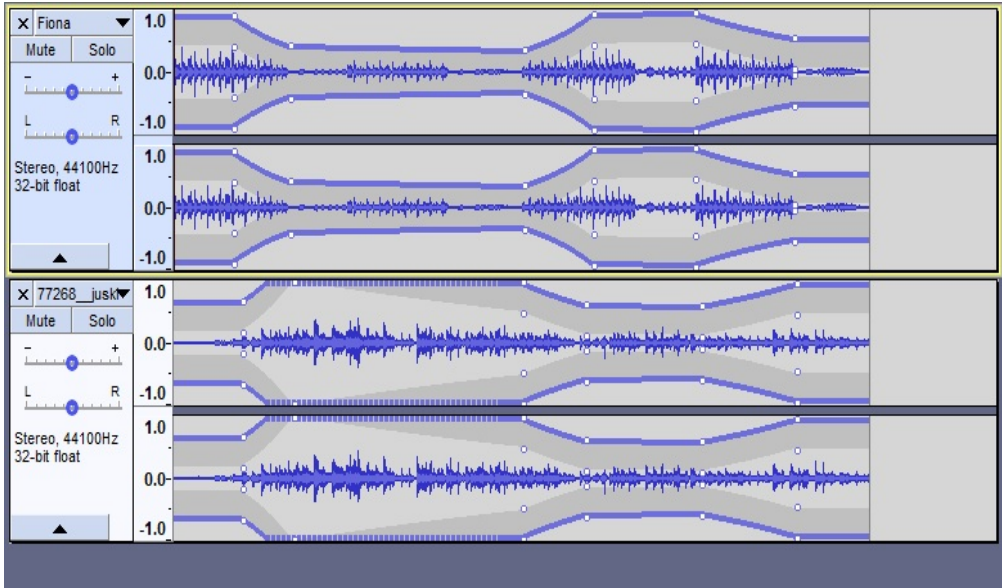 x Fiona
Mute Solo
- +
L R
Stereo, 44100Hz
32-bit float
1.0
0.0-
-1.0
1.0
0.0-
-1.0
x 77268__juskf
Mute Solo
- +
L R
Stereo, 44100Hz
32-bit float
1.0
0.0-
-1.0
1.0
0.0-
-1.0